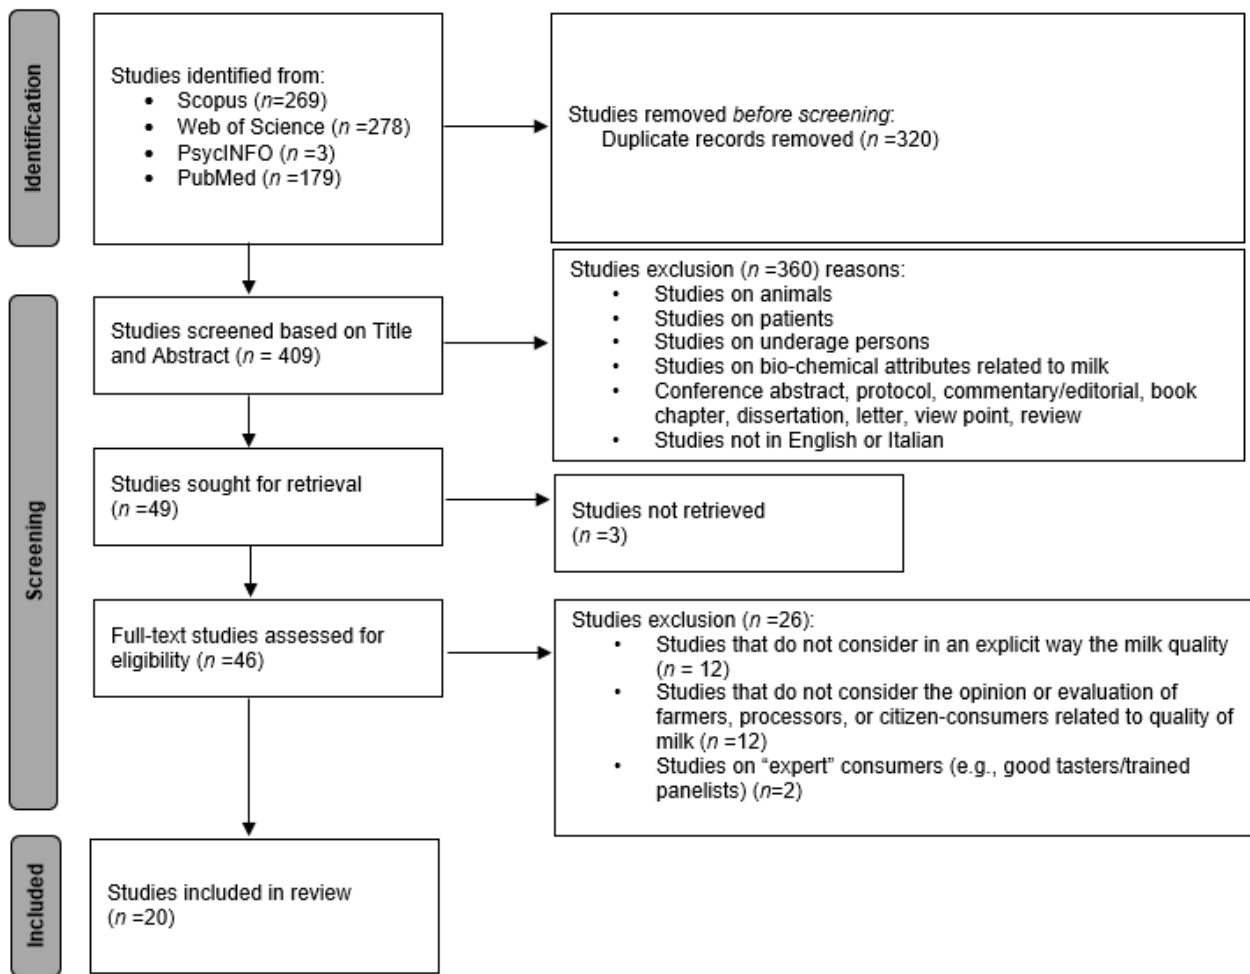 Identification
Studies identified from:
• Scopus (n=269)
• Web of Science (n =278)
• PsycINFO (n =3)
• PubMed (n =179)
Studies removed before screening:
Duplicate records removed (n =320)
Screening
Studies screened based on Title
and Abstract (n = 409)
Studies exclusion (n =360) reasons:
• Studies on animals
• Studies on patients
• Studies on underage persons
• Studies on bio-chemical attributes related to milk
• Conference abstract, protocol, commentary/editorial, book
chapter, dissertation, letter, view point, review
• Studies not in English or Italian
Studies sought for retrieval
(n =49)
Studies not retrieved
(n =3)
Full-text studies assessed for
eligibility (n =46)
Studies exclusion (n =26):
• Studies that do not consider in an explicit way the milk quality
(n = 12)
• Studies that do not consider the opinion or evaluation of
farmers, processors, or citizen-consumers related to quality of
milk (n =12)
• Studies on “expert” consumers (e.g., good tasters/trained
panelists) (n=2)
Included
Studies included in review
(n =20)